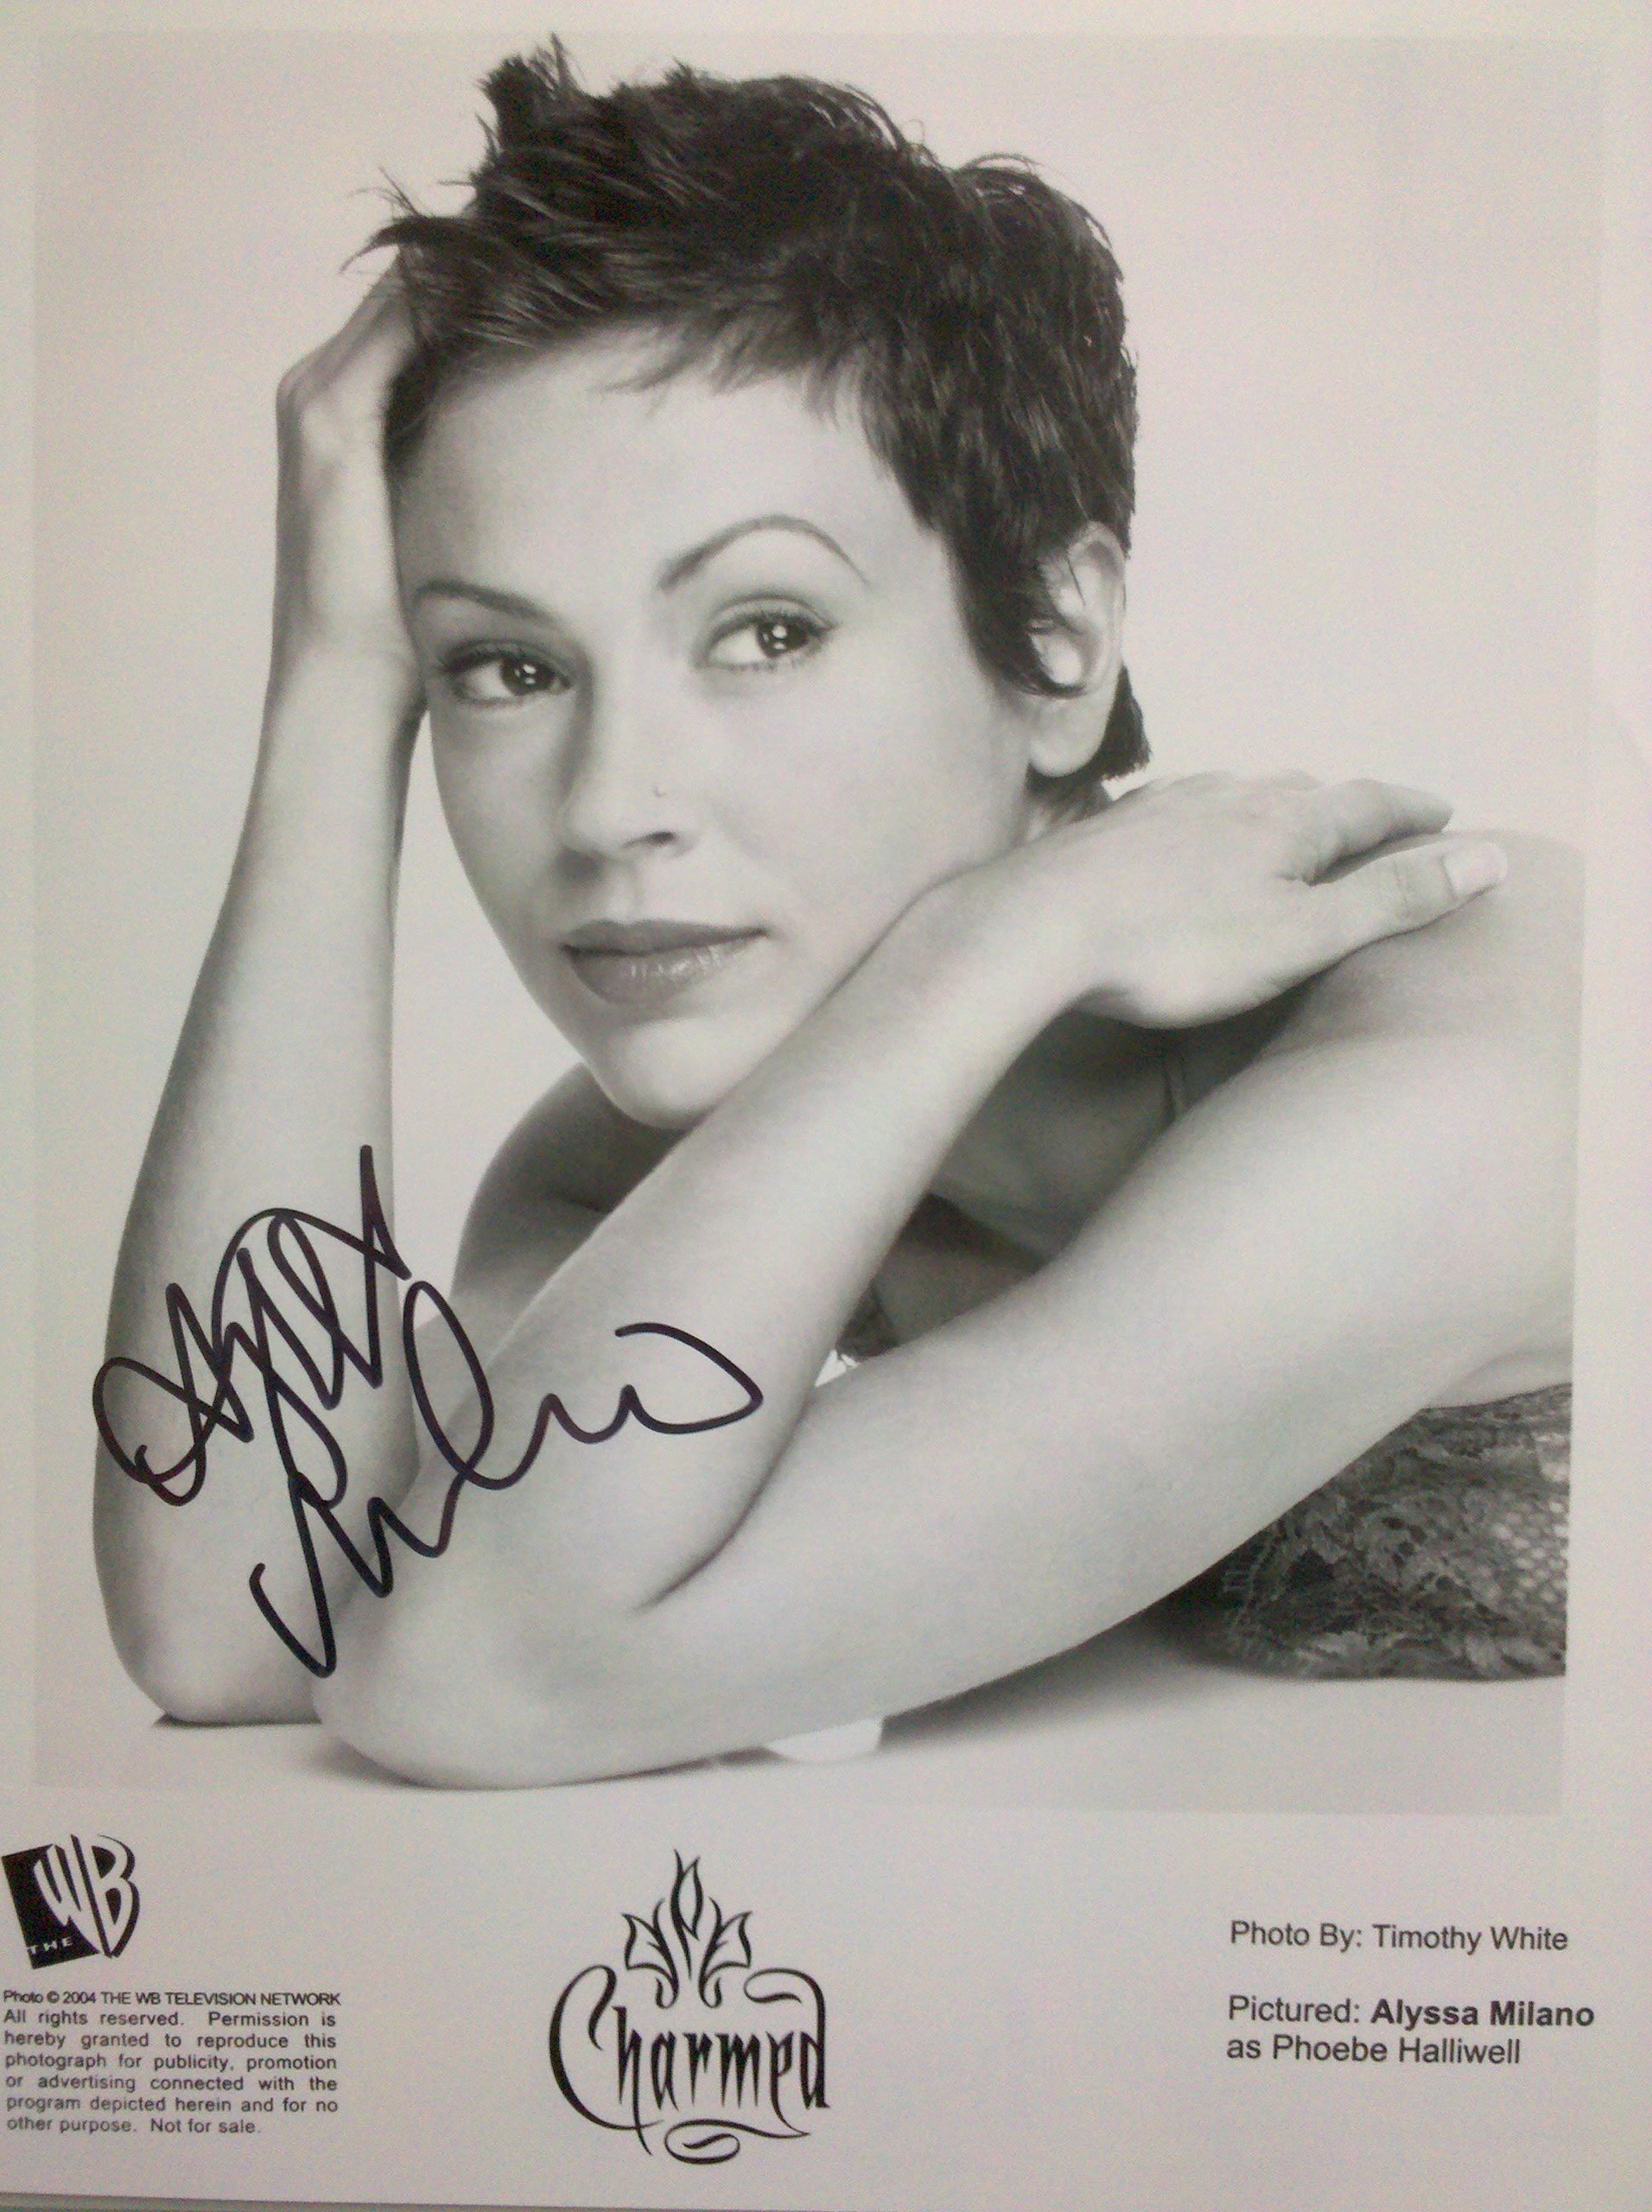 Alyssa Milano
THE WB
Photo © 2004 THE WB TELEVISION NETWORK
All rights reserved. Permission is
hereby granted to reproduce this
photograph for publicity, promotion
or advertising connected with the
program depicted herein and for no
other purpose. Not for sale.
Charmed
Photo By: Timothy White
Pictured: Alyssa Milano
as Phoebe Halliwell